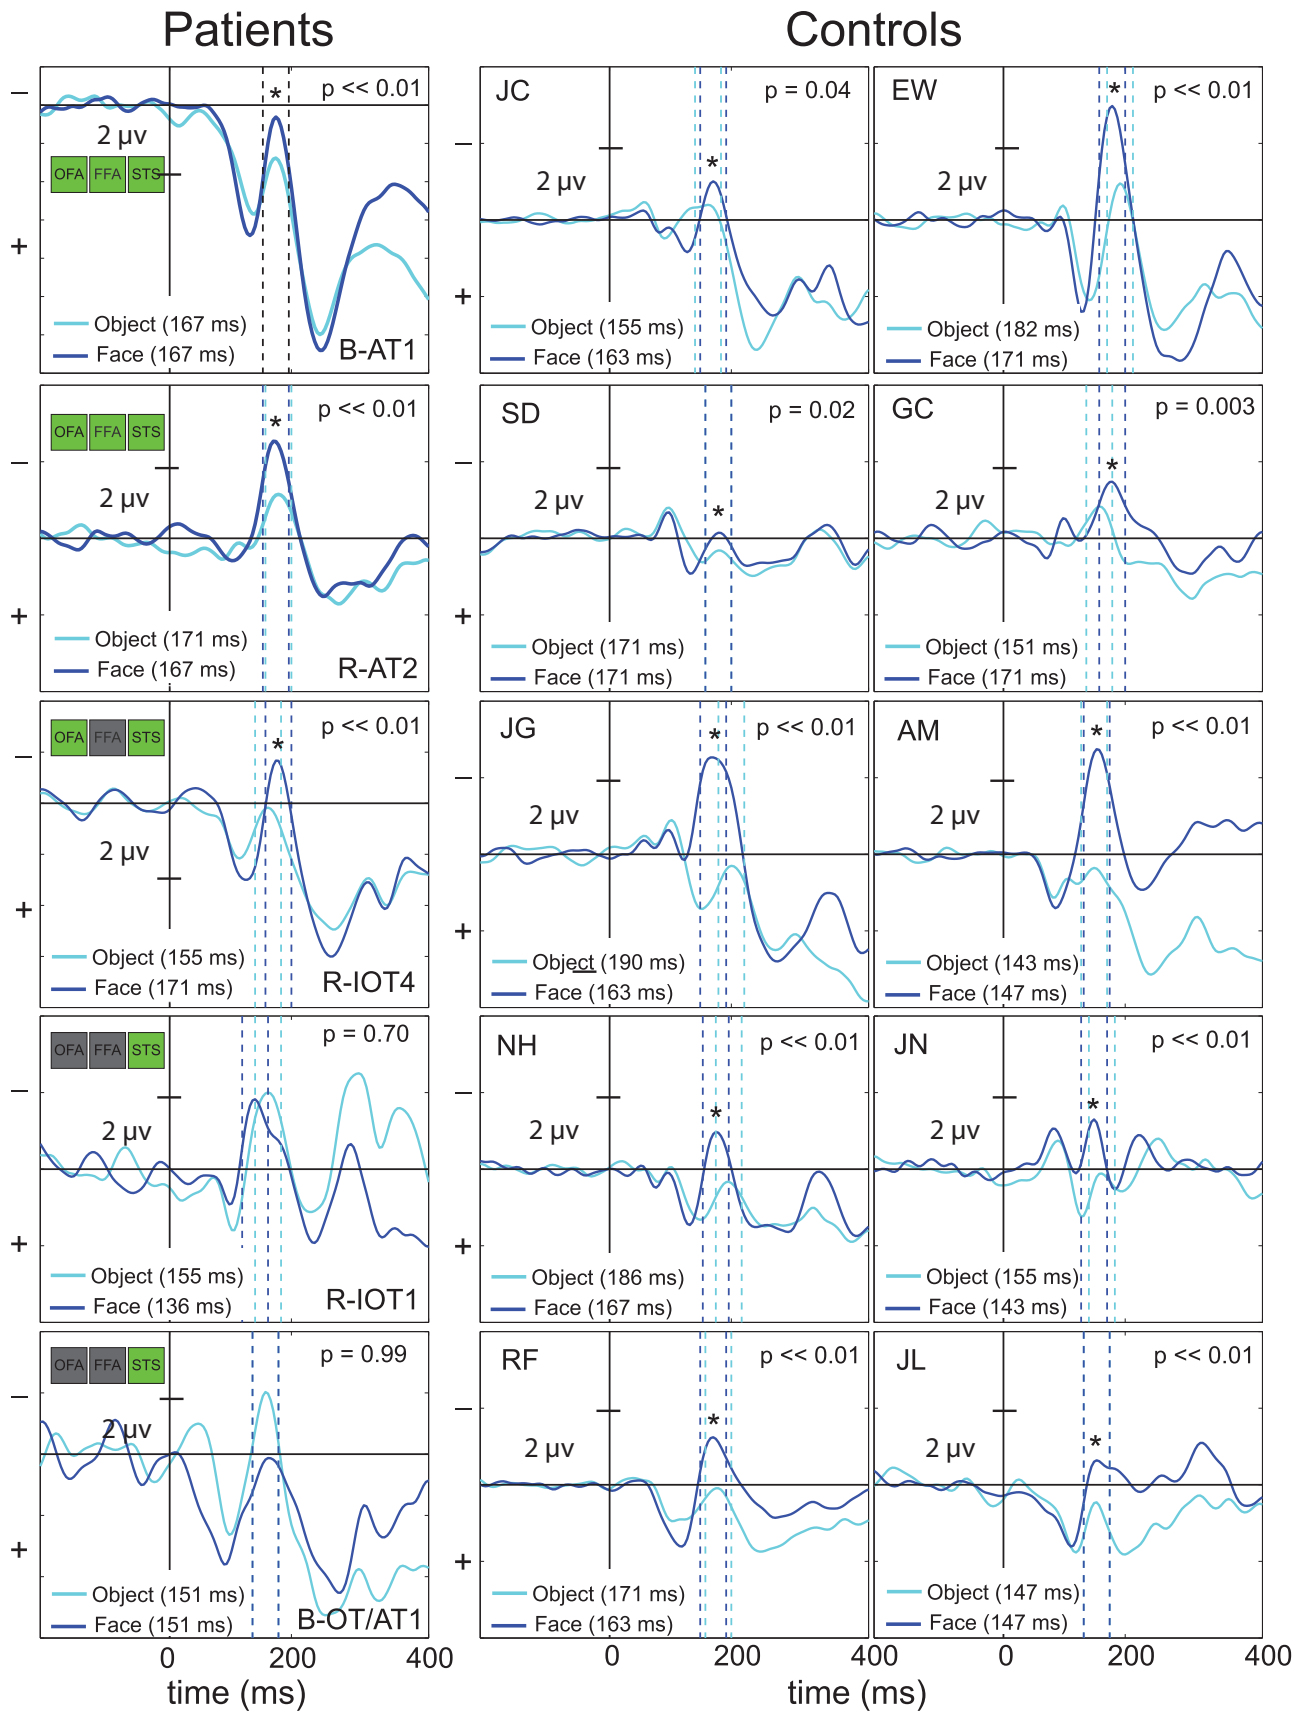 Patients
Controls
−
+
p << 0.01
*
2 µv
OFA FFA STS
Object (167 ms)
Face (167 ms)
B-AT1
−
+
JC
p = 0.04
*
2 µv
Object (155 ms)
Face (163 ms)
EW
p << 0.01
*
2 µv
Object (182 ms)
Face (171 ms)
−
+
OFA FFA STS
p << 0.01
*
2 µv
Object (171 ms)
Face (167 ms)
R-AT2
−
+
SD
p = 0.02
*
2 µv
Object (171 ms)
Face (171 ms)
GC
p = 0.003
*
2 µv
Object (151 ms)
Face (171 ms)
−
+
OFA FFA STS
p << 0.01
*
2 µv
Object (155 ms)
Face (171 ms)
R-IOT4
−
+
JG
p << 0.01
*
2 µv
Object (190 ms)
Face (163 ms)
AM
p << 0.01
*
2 µv
Object (143 ms)
Face (147 ms)
−
+
OFA FFA STS
p = 0.70
2 µv
Object (155 ms)
Face (136 ms)
R-IOT1
−
+
NH
p << 0.01
*
2 µv
Object (186 ms)
Face (167 ms)
JN
p << 0.01
*
2 µv
Object (155 ms)
Face (143 ms)
−
+
OFA FFA STS
p = 0.99
2 µv
Object (151 ms)
Face (151 ms)
B-OT/AT1
−
+
RF
p << 0.01
*
2 µv
Object (171 ms)
Face (163 ms)
JL
p << 0.01
*
2 µv
Object (147 ms)
Face (147 ms)
0 200 400
0 200
0 200 400
time (ms)
time (ms)